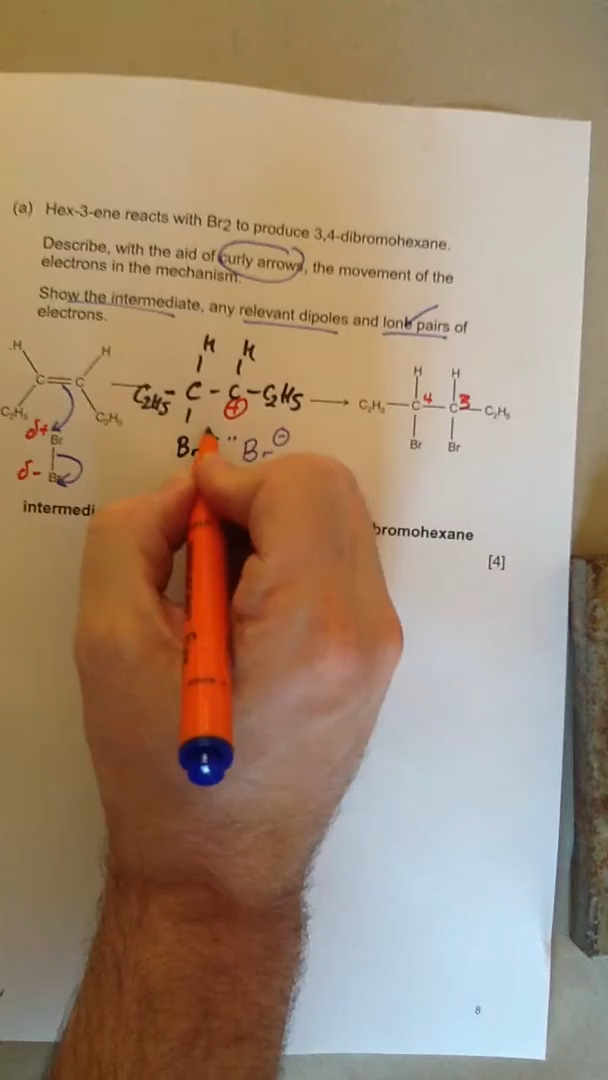 (a) Hex-3-ene reacts with Br2 to produce 3,4-dibromohexane.
Describe, with the aid of curly arrows, the movement of the
electrons in the mechanism.
Show the intermediate, any relevant dipoles and lone pairs of
electrons.
H H H
H H H
C=C C2H5-C-C-C2H5 C2H5-C 4 C 3 C2H5
C2H5 C2H5
δ+ Br Br Br ⊖ Br Br
δ- Br
intermedi
bromohexane
[4]
8